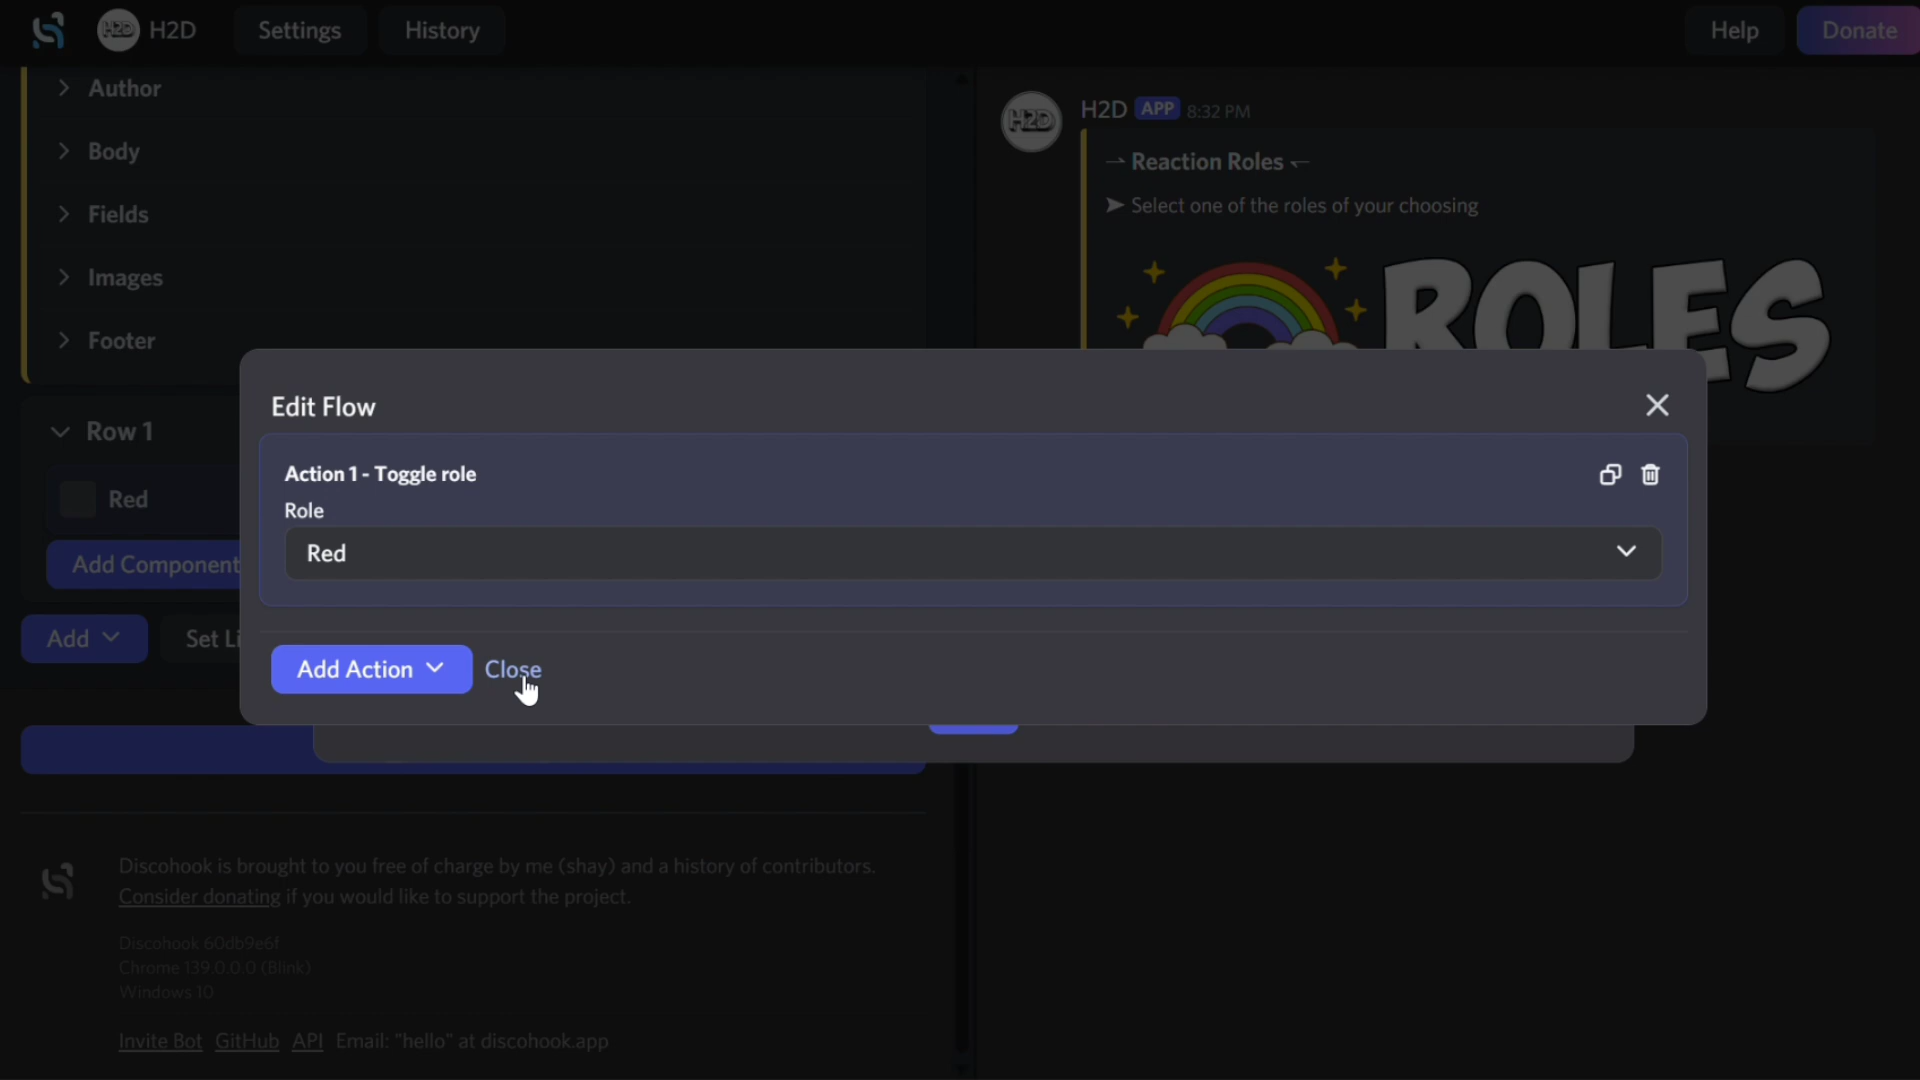 H2D H2D Settings History Help Donate
Author
Body
Fields
Images
Footer
Row 1
Red
Add Component
Add Set Li
H2D H2D APP 8:32 PM
⇀ Reaction Roles ↽
➤ Select one of the roles of your choosing
ROLES
Edit Flow
Action 1 - Toggle role
Role
Red
Add Action Close
Discohook is brought to you free of charge by me (shay) and a history of contributors.
Consider donating if you would like to support the project.
Discohook 60db9e6f
Chrome 139.0.0.0 (Blink)
Windows 10
Invite Bot GitHub API Email: "hello" at discohook.app